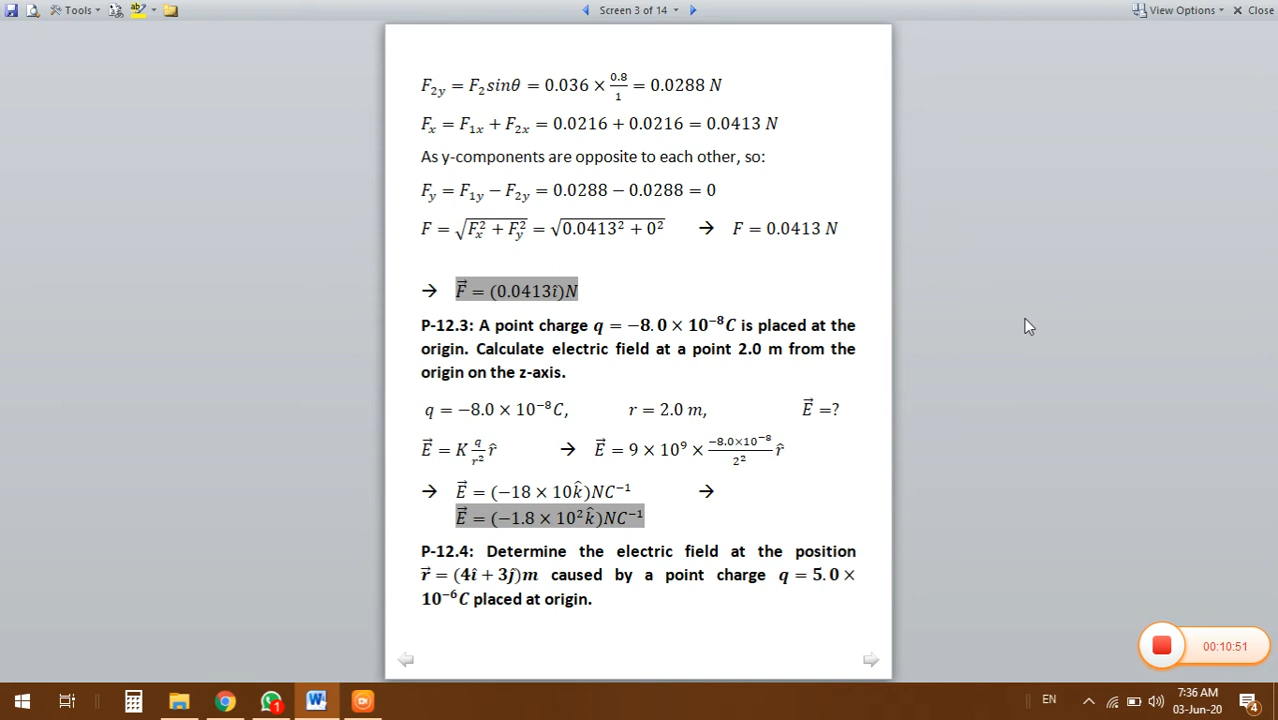 Tools
Screen 3 of 14
View Options
Close
F₂y = F₂sinθ = 0.036 × 0.8/1 = 0.0288 N
Fₓ = F₁ₓ + F₂ₓ = 0.0216 + 0.0216 = 0.0413 N
As y-components are opposite to each other, so:
Fy = F₁y − F₂y = 0.0288 − 0.0288 = 0
F = √(Fₓ² + Fy²) = √(0.0413² + 0²) → F = 0.0413 N
→ F⃗ = (0.0413î)N
P-12.3: A point charge q = −8.0 × 10⁻⁸C is placed at the
origin. Calculate electric field at a point 2.0 m from the
origin on the z-axis.
q = −8.0 × 10⁻⁸C, r = 2.0 m, E⃗ =?
E⃗ = K q/r² r̂ → E⃗ = 9 × 10⁹ × −8.0×10⁻⁸/2² r̂
→ E⃗ = (−18 × 10k̂)NC⁻¹ →
E⃗ = (−1.8 × 10²k̂)NC⁻¹
P-12.4: Determine the electric field at the position
r⃗ = (4î + 3ĵ)m caused by a point charge q = 5.0 ×
10⁻⁶C placed at origin.
00:10:51
1
EN
7:36 AM
03-Jun-20
4